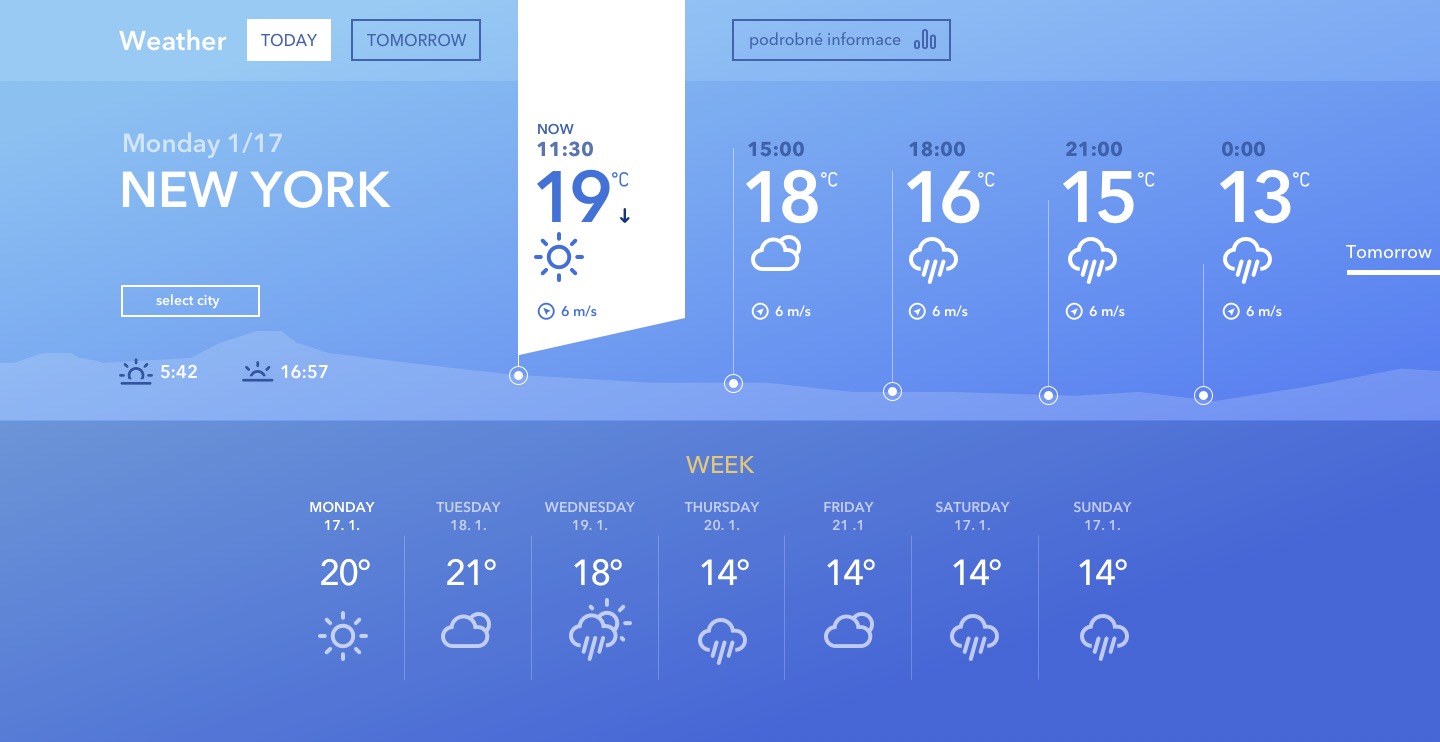 Weather
TODAY
TOMORROW
podrobné informace
Monday 1/17
NEW YORK
select city
5:42
16:57
NOW
11:30
19°C
6 m/s
15:00
18°C
6 m/s
18:00
16°C
6 m/s
21:00
15°C
6 m/s
0:00
13°C
6 m/s
Tomorrow
WEEK
MONDAY
17. 1.
20°
TUESDAY
18. 1.
21°
WEDNESDAY
19. 1.
18°
THURSDAY
20. 1.
14°
FRIDAY
21 .1
14°
SATURDAY
17. 1.
14°
SUNDAY
17. 1.
14°